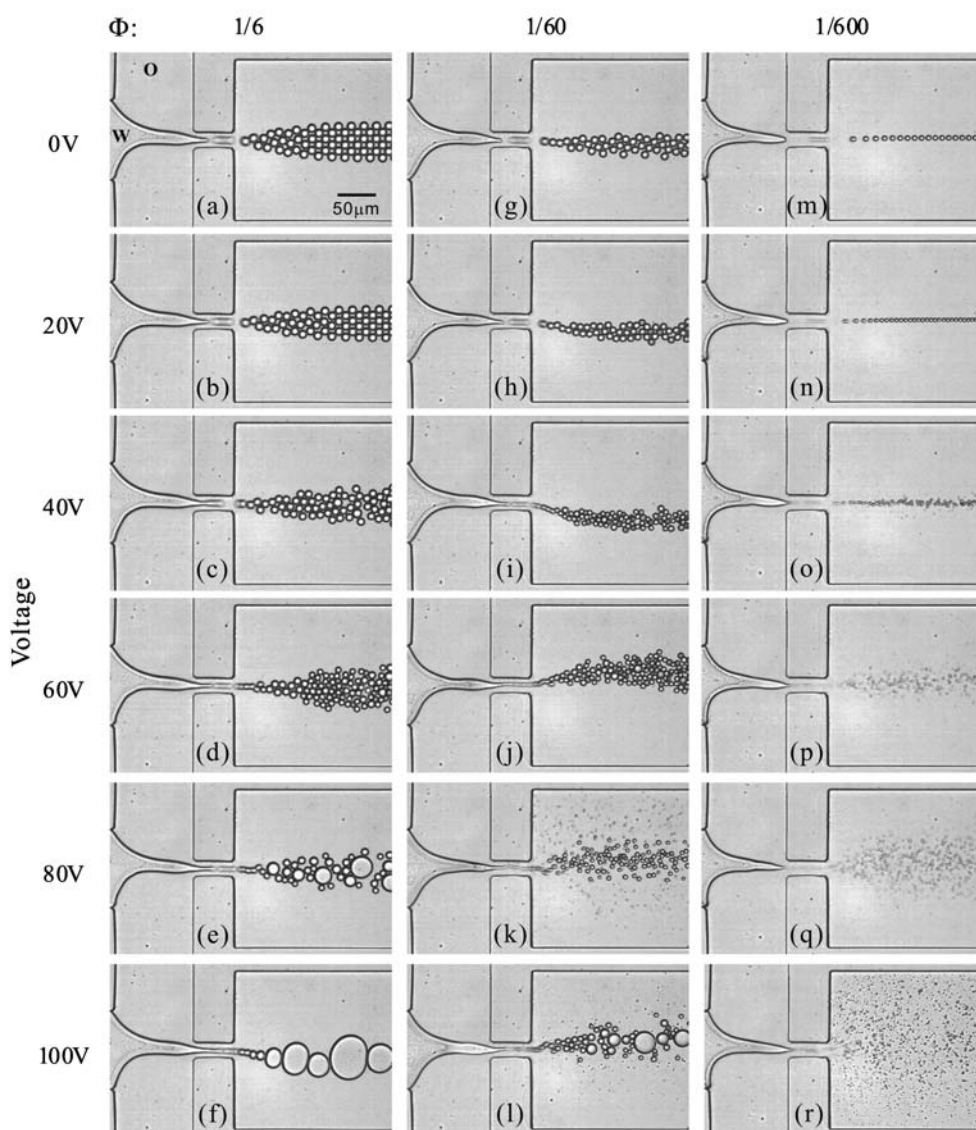 Φ: 1/6 1/60 1/600
O
W
0V
(a) 50μm (g) (m)
20V
(b) (h) (n)
40V
(c) (i) (o)
Voltage
60V
(d) (j) (p)
80V
(e) (k) (q)
100V
(f) (l) (r)